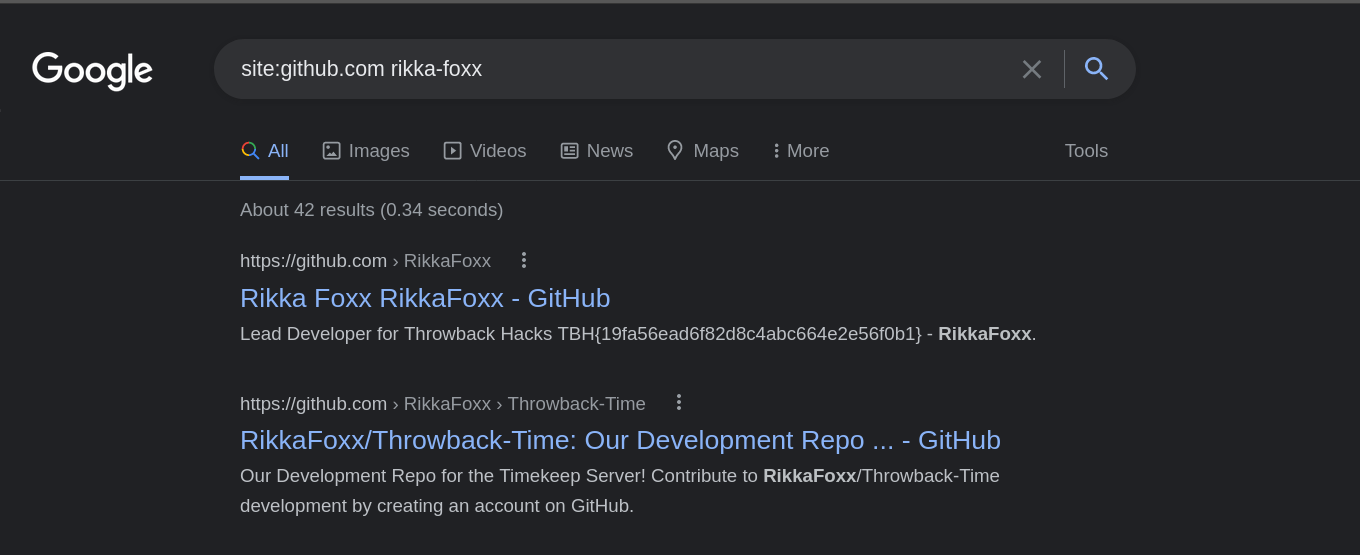 Google
site:github.com rikka-foxx
All Images Videos News Maps More Tools
About 42 results (0.34 seconds)
https://github.com › RikkaFoxx
Rikka Foxx RikkaFoxx - GitHub
Lead Developer for Throwback Hacks TBH{19fa56ead6f82d8c4abc664e2e56f0b1} - RikkaFoxx.
https://github.com › RikkaFoxx › Throwback-Time
RikkaFoxx/Throwback-Time: Our Development Repo ... - GitHub
Our Development Repo for the Timekeep Server! Contribute to RikkaFoxx/Throwback-Time
development by creating an account on GitHub.